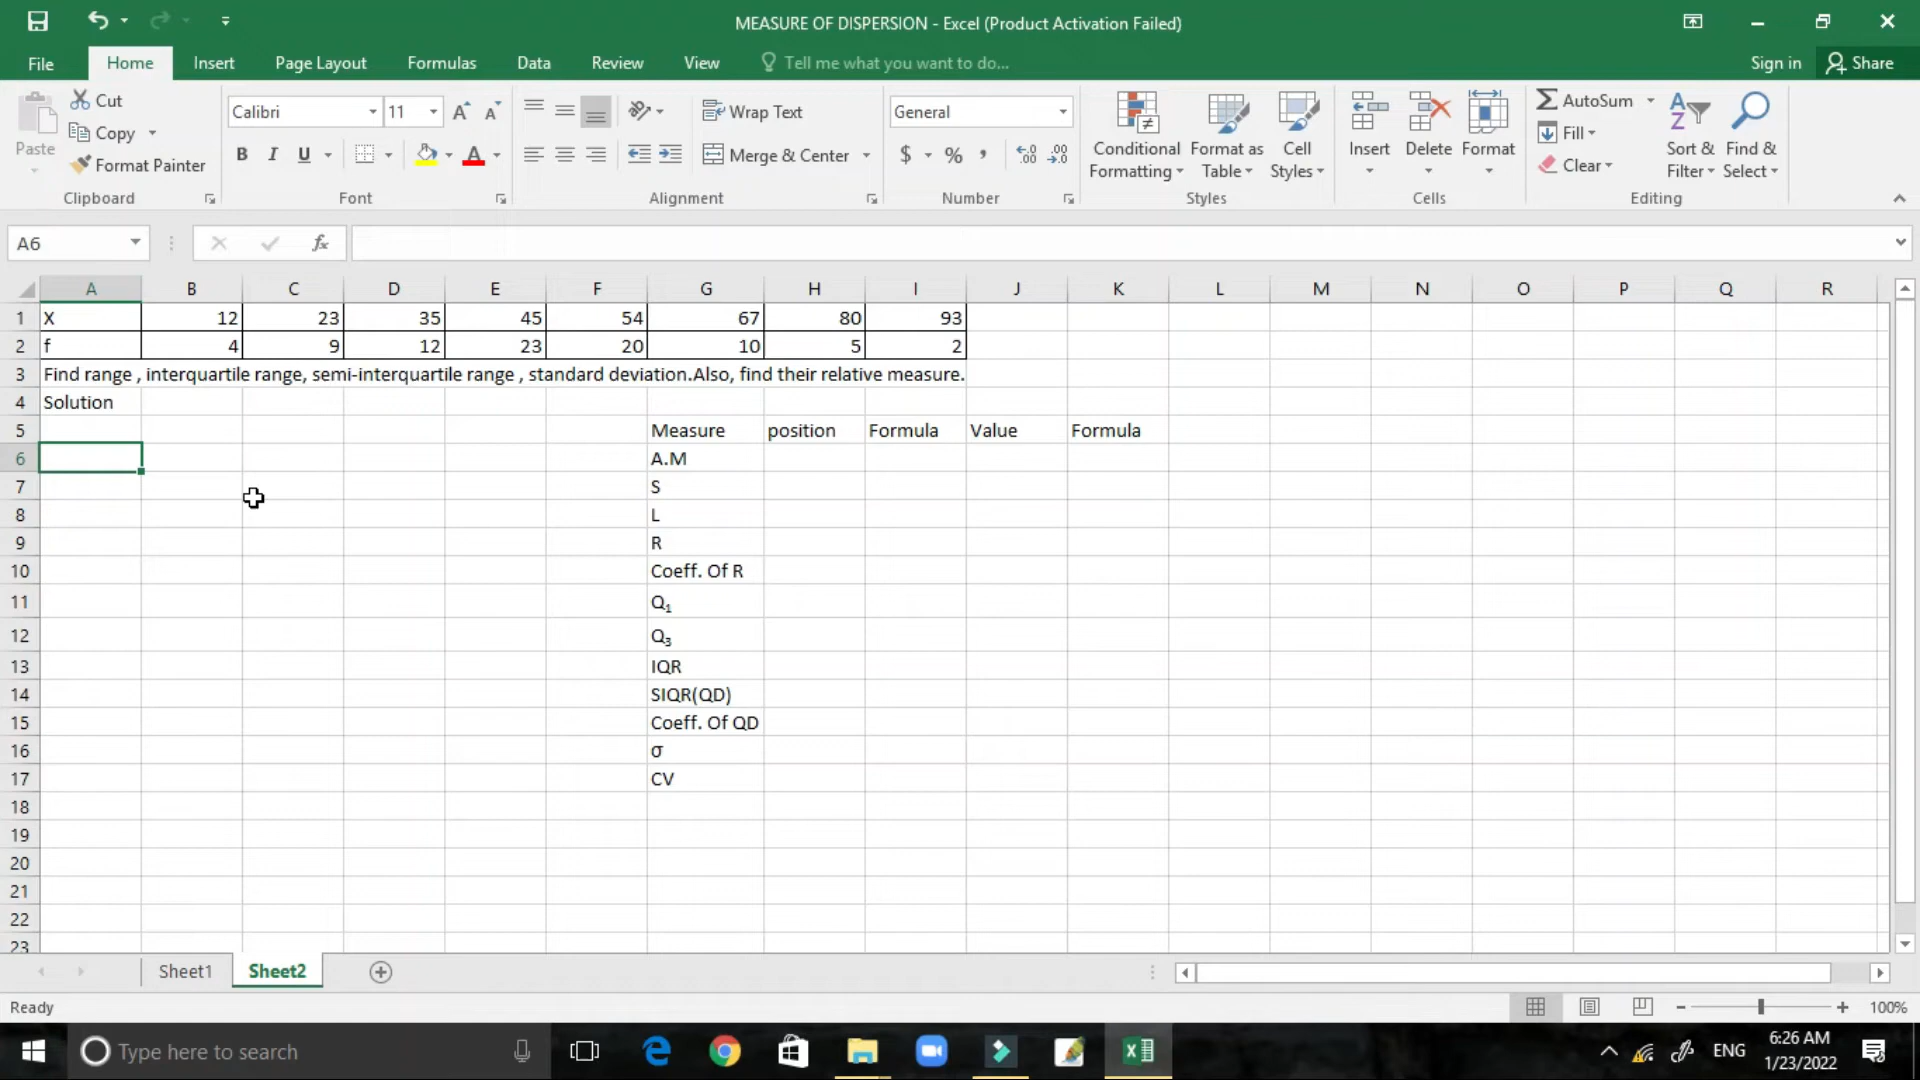 MEASURE OF DISPERSION - Excel (Product Activation Failed)
File Home Insert Page Layout Formulas Data Review View Tell me what you want to do... Sign in Share
Paste Cut Copy Format Painter Clipboard
Calibri 11 A A B I U A Font
Wrap Text Merge & Center Alignment
General $ % , .0 .00 .00 .0 Number
Conditional Formatting Format as Table Cell Styles Styles
Insert Delete Format Cells
AutoSum Fill Clear Sort & Filter Find & Select Editing
A6 fx
A B C D E F G H I J K L M N O P Q R
1 X 12 23 35 45 54 67 80 93
2 f 4 9 12 23 20 10 5 2
3 Find range , interquartile range, semi-interquartile range , standard deviation.Also, find their relative measure.
4 Solution
5 Measure position Formula Value Formula
6 A.M
7 S
8 L
9 R
10 Coeff. Of R
11 Q₁
12 Q₃
13 IQR
14 SIQR(QD)
15 Coeff. Of QD
16 σ
17 CV
18
19
20
21
22
23
Sheet1 Sheet2
Ready 100%
Type here to search ENG 6:26 AM
1/23/2022